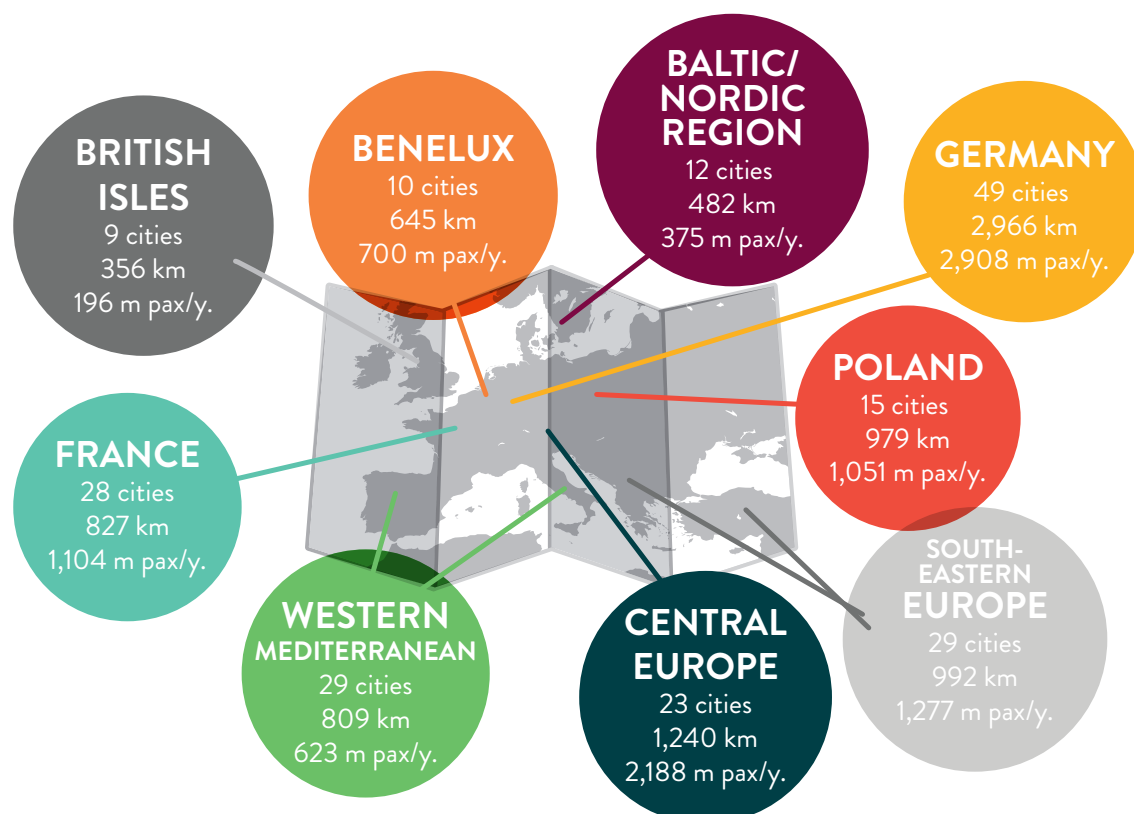 BRITISH
ISLES
9 cities
356 km
196 m pax/y.
BENELUX
10 cities
645 km
700 m pax/y.
BALTIC/
NORDIC
REGION
12 cities
482 km
375 m pax/y.
GERMANY
49 cities
2,966 km
2,908 m pax/y.
FRANCE
28 cities
827 km
1,104 m pax/y.
POLAND
15 cities
979 km
1,051 m pax/y.
WESTERN
MEDITERRANEAN
29 cities
809 km
623 m pax/y.
CENTRAL
EUROPE
23 cities
1,240 km
2,188 m pax/y.
SOUTH-
EASTERN
EUROPE
29 cities
992 km
1,277 m pax/y.